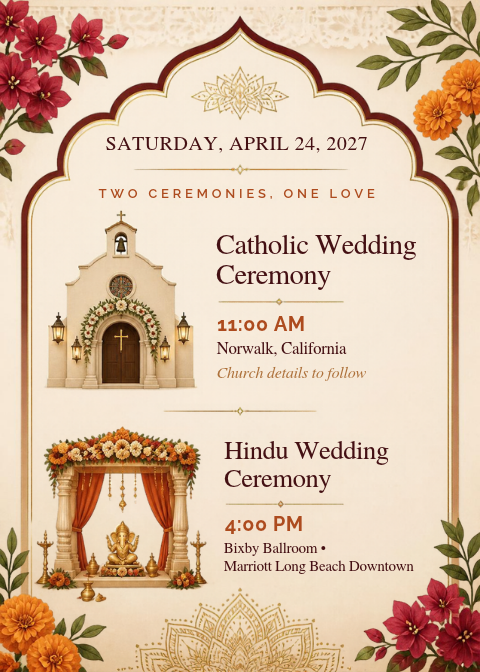 SATURDAY, APRIL 24, 2027
TWO CEREMONIES, ONE LOVE
Catholic Wedding
Ceremony
11:00 AM
Norwalk, California
Church details to follow
Hindu Wedding
Ceremony
4:00 PM
Bixby Ballroom •
Marriott Long Beach Downtown